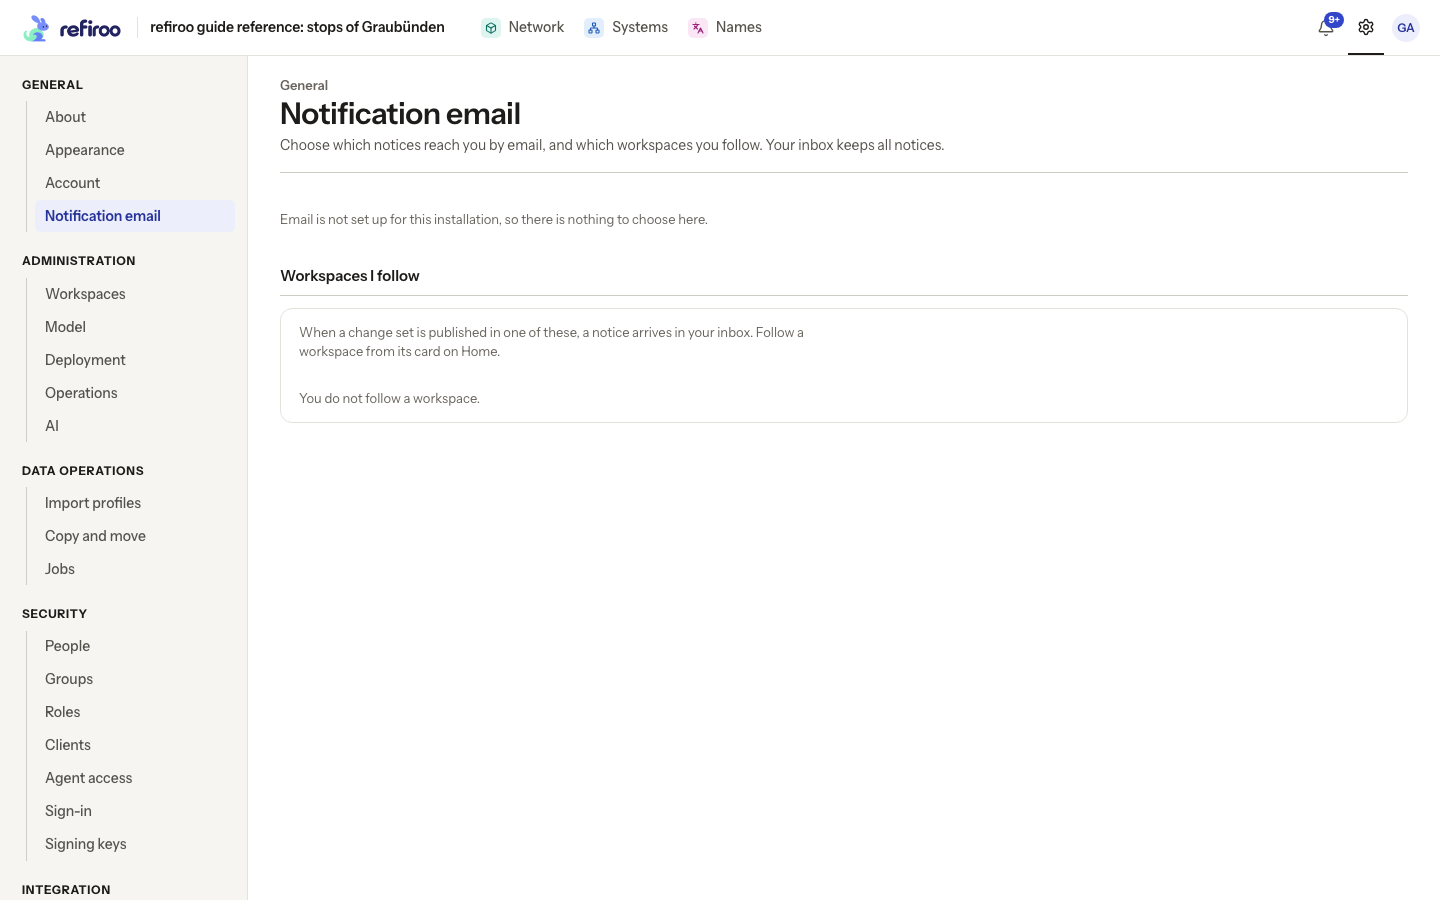 refiroo
refiroo guide reference: stops of Graubünden
Network
Systems
Names
9+
GA
GENERAL
About
Appearance
Account
Notification email
ADMINISTRATION
Workspaces
Model
Deployment
Operations
AI
DATA OPERATIONS
Import profiles
Copy and move
Jobs
SECURITY
People
Groups
Roles
Clients
Agent access
Sign-in
Signing keys
INTEGRATION
General
Notification email
Choose which notices reach you by email, and which workspaces you follow. Your inbox keeps all notices.
Email is not set up for this installation, so there is nothing to choose here.
Workspaces I follow
When a change set is published in one of these, a notice arrives in your inbox. Follow a
workspace from its card on Home.
You do not follow a workspace.